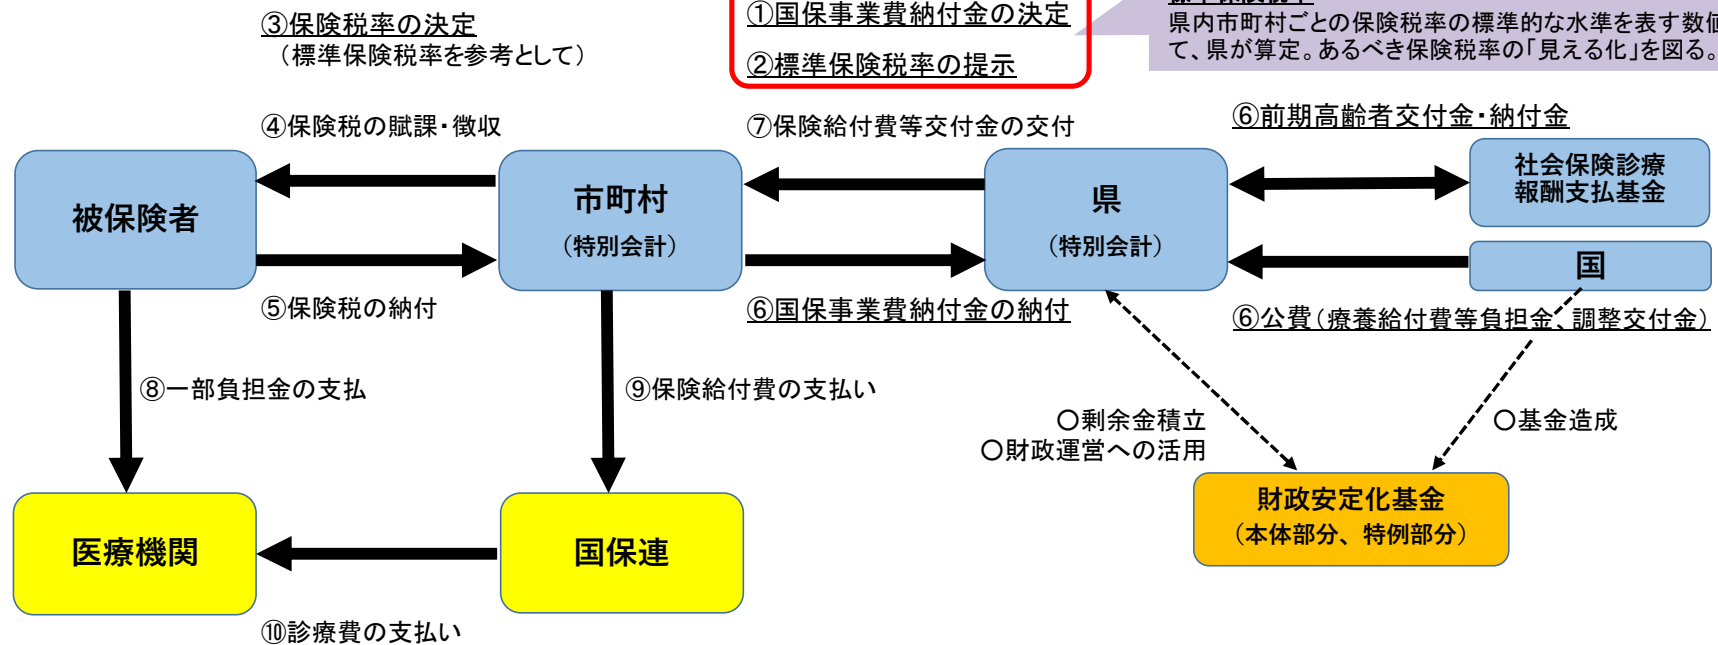 ③保険税率の決定
（標準保険税率を参考として）
①国保事業費納付金の決定
②標準保険税率の提示
標準保険税率
県内市町村ごとの保険税率の標準的な水準を表す数値
て、県が算定。あるべき保険税率の「見える化」を図る。
④保険税の賦課・徴収
⑦保険給付費等交付金の交付
⑥前期高齢者交付金・納付金
被保険者
市町村
（特別会計）
県
（特別会計）
社会保険診療
報酬支払基金
国
⑤保険税の納付
⑥国保事業費納付金の納付
⑥公費（療養給付費等負担金、調整交付金）
⑧一部負担金の支払
⑨保険給付費の支払い
○剰余金積立
○財政運営への活用
○基金造成
医療機関
国保連
財政安定化基金
（本体部分、特例部分）
⑩診療費の支払い